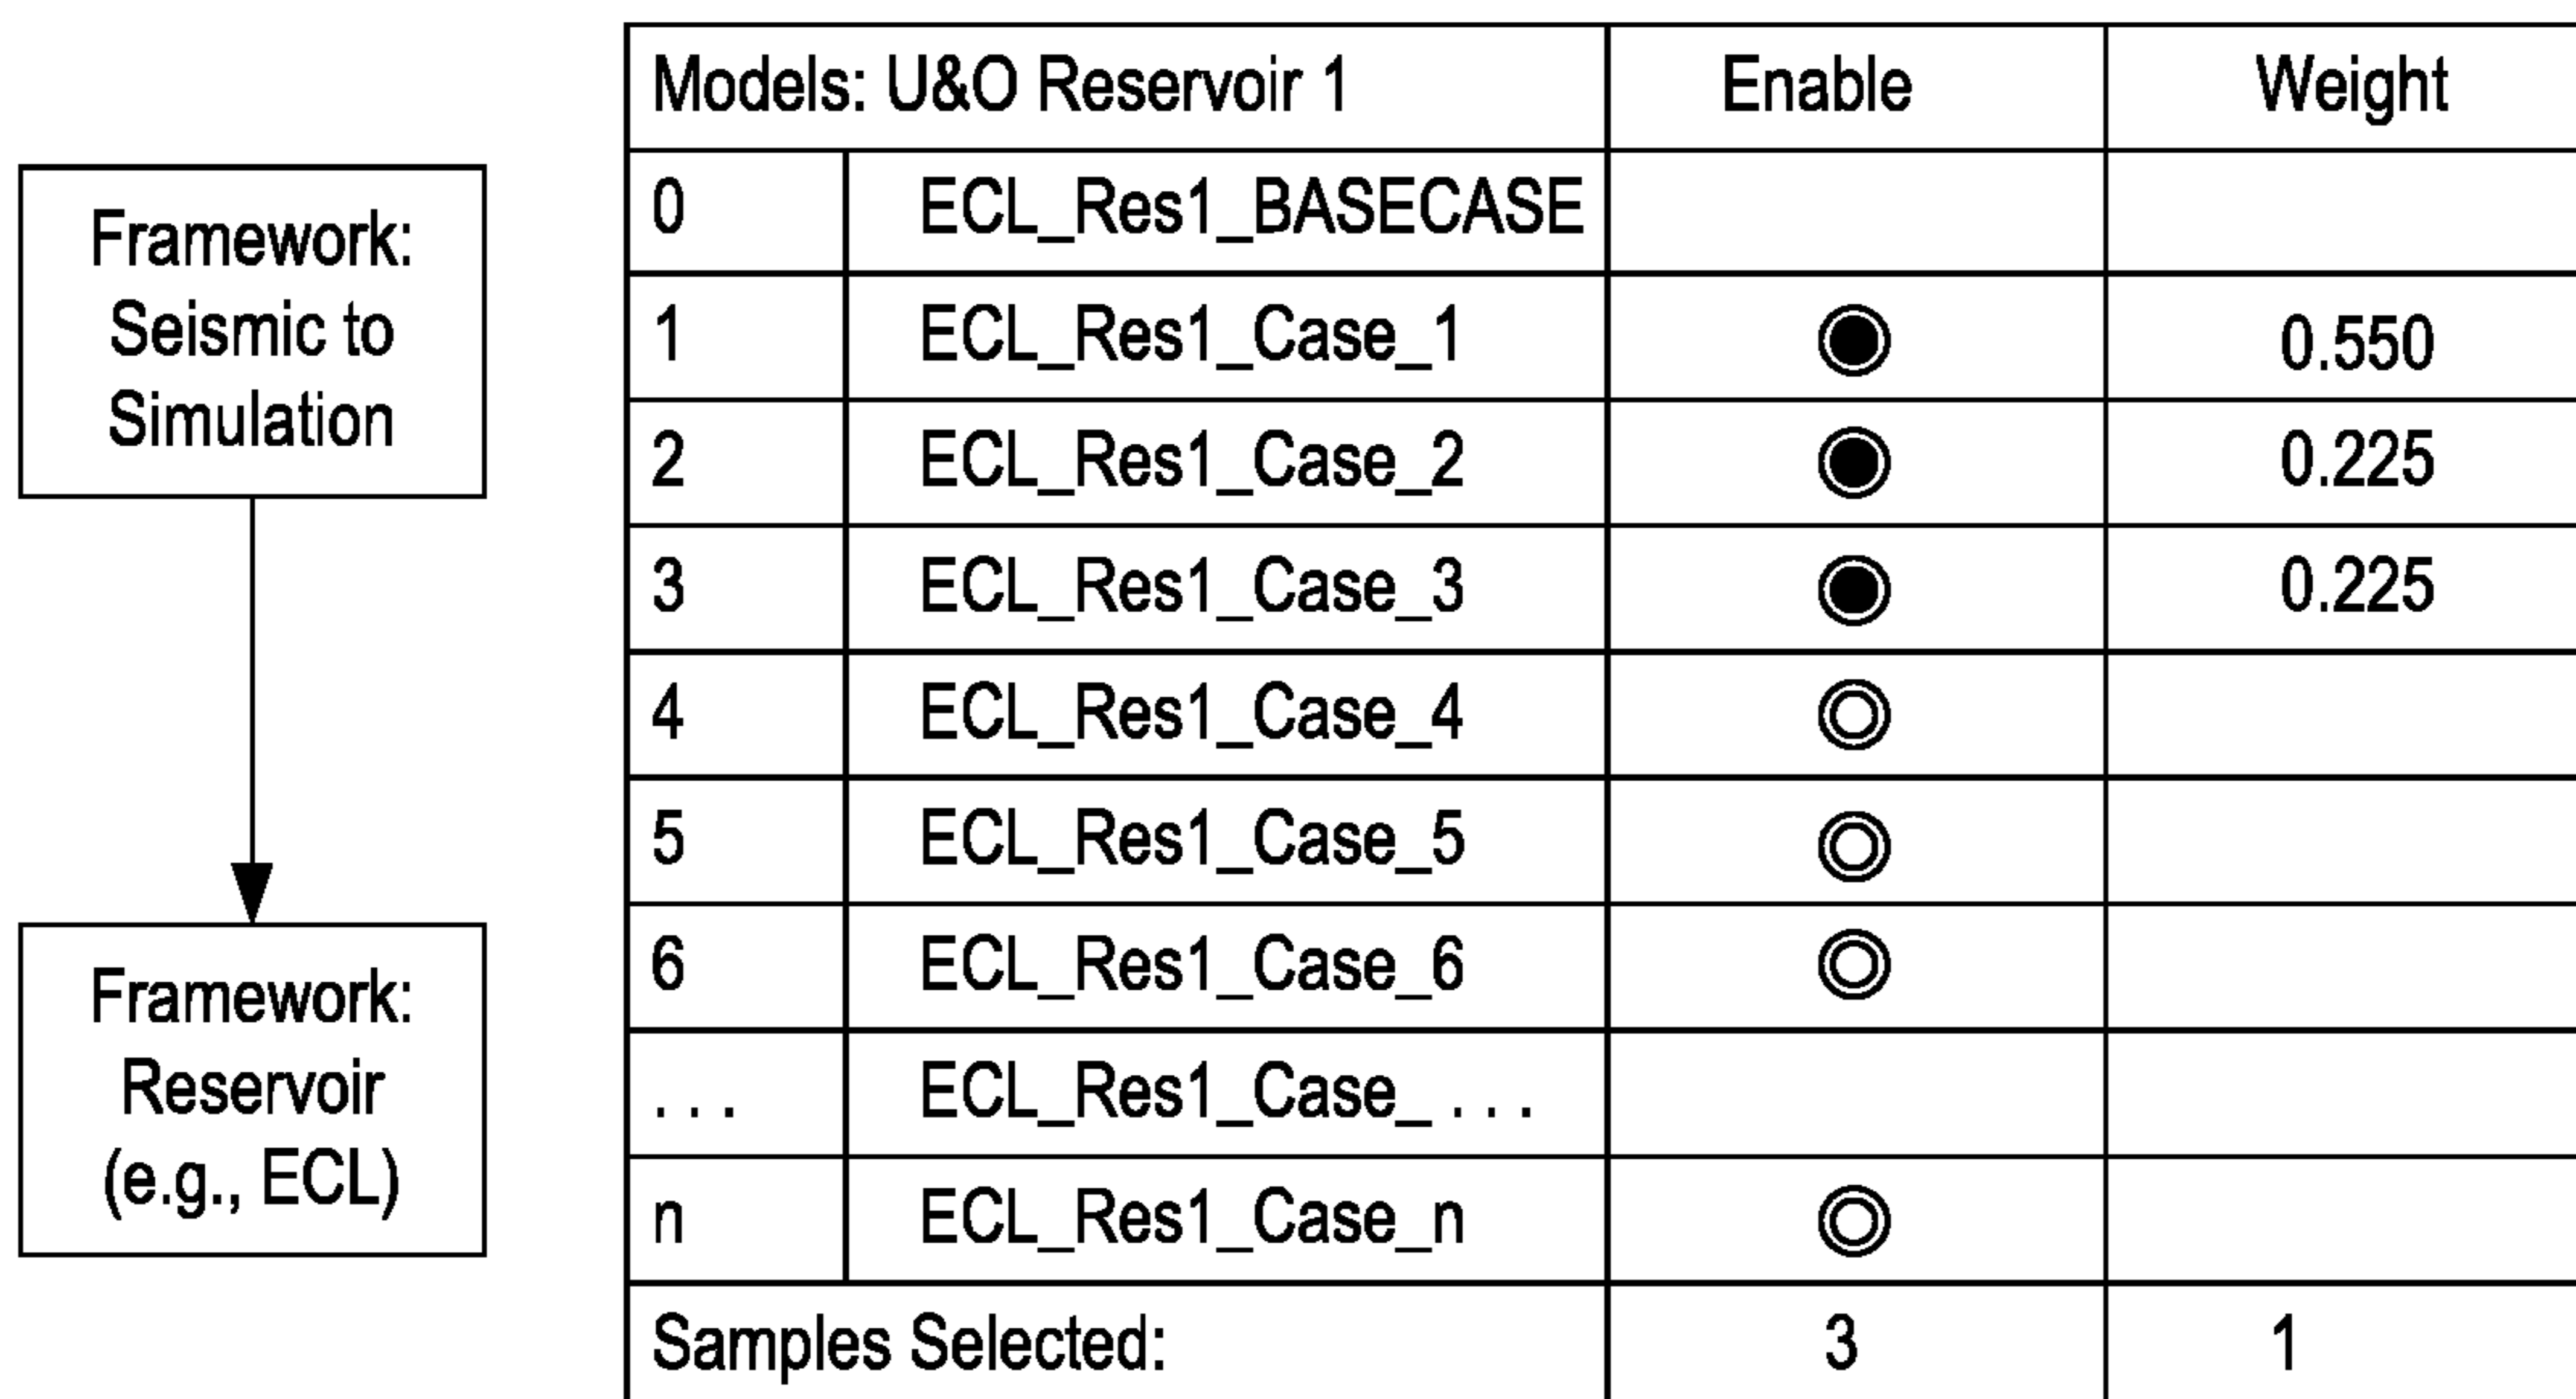 Framework:
Seismic to
Simulation
Framework:
Reservoir
(e.g., ECL)
Models: U&O Reservoir 1 Enable Weight
0 ECL_Res1_BASECASE
1 ECL_Res1_Case_1 0.550
2 ECL_Res1_Case_2 0.225
3 ECL_Res1_Case_3 0.225
4 ECL_Res1_Case_4
5 ECL_Res1_Case_5
6 ECL_Res1_Case_6
. . . ECL_Res1_Case_ . . .
n ECL_Res1_Case_n
Samples Selected: 3 1